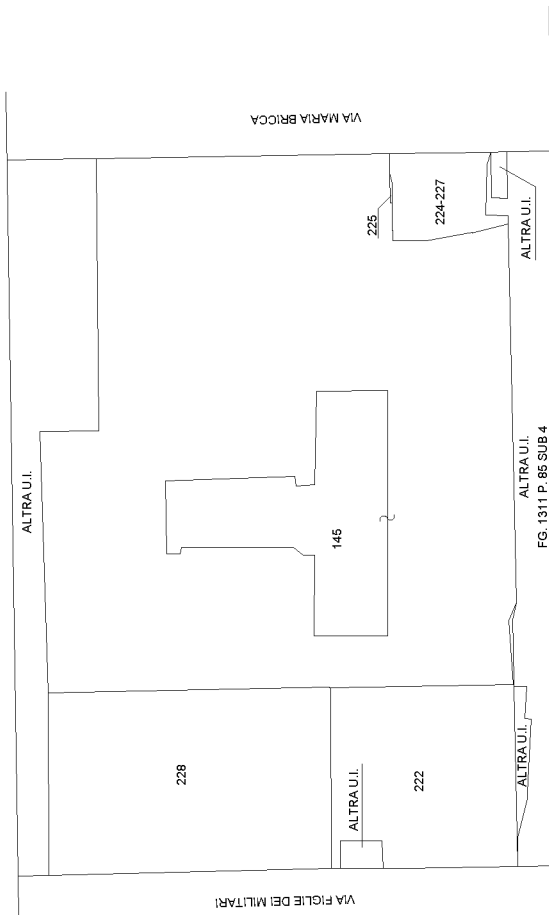 VIA MARIA BRICCA
ALTRA U.I.
225
224-227
ALTRA U.I.
145
ALTRA U.I.
FG. 1311 P. 85 SUB 4
228
ALTRA U.I.
222
ALTRA U.I.
VIA FIGLIE DEI MILITARI